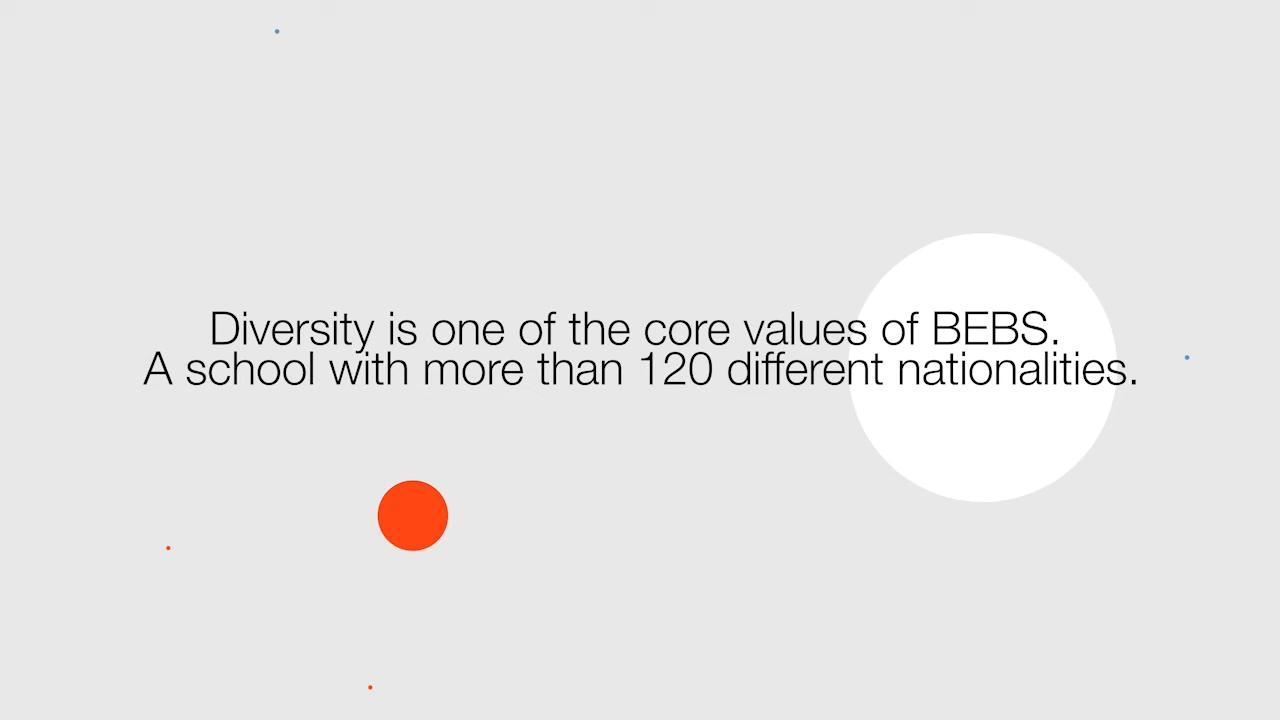 Diversity is one of the core values of BEBS.
A school with more than 120 different nationalities.